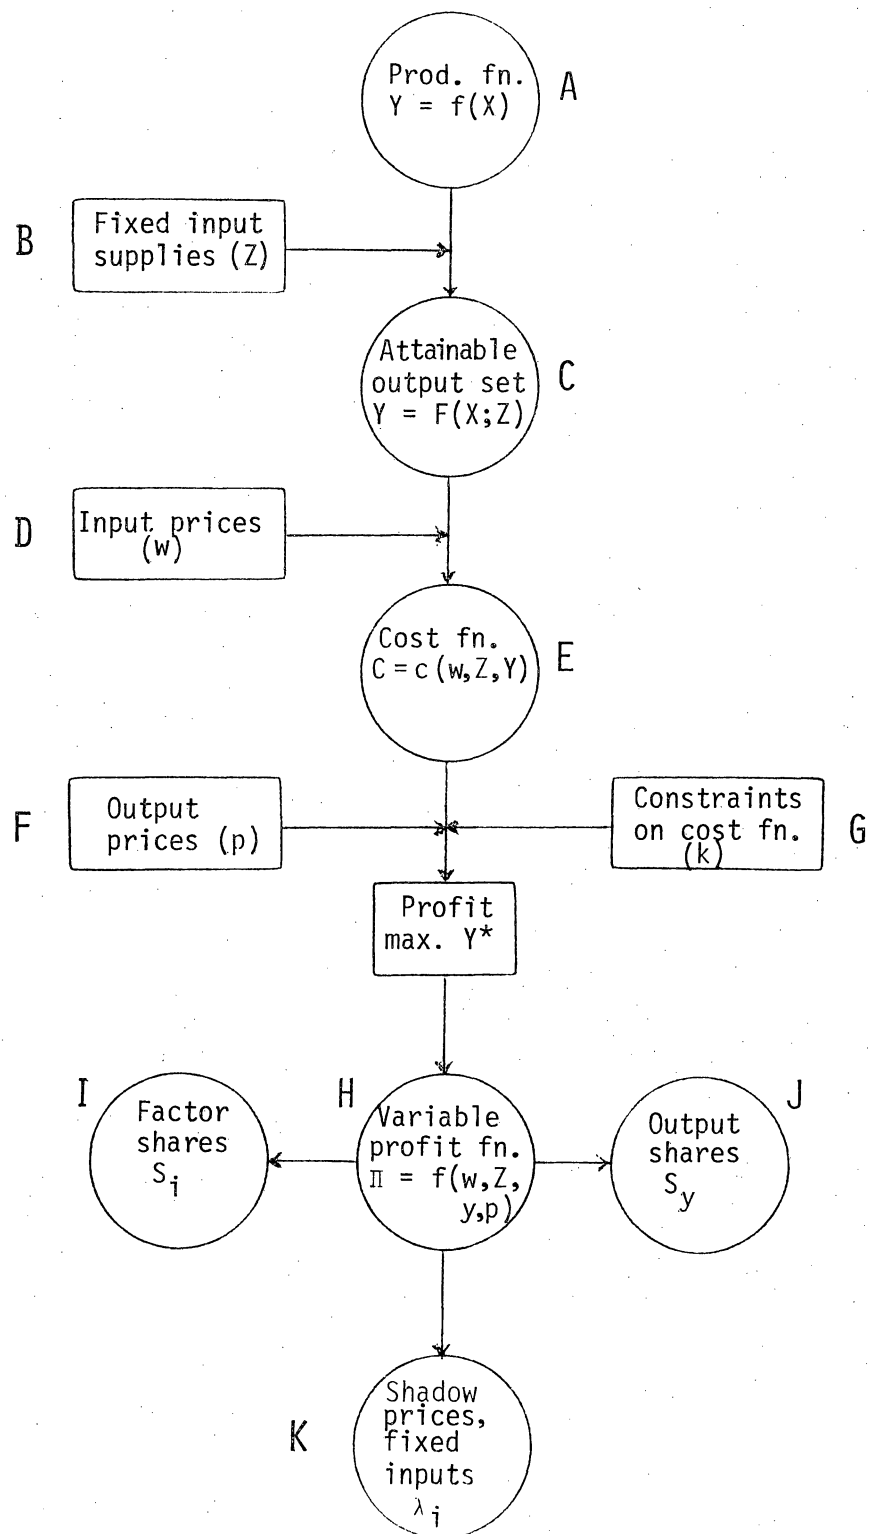 Prod. fn.
Y = f(X)
A
B
Fixed input
supplies (Z)
Attainable
output set
Y = F(X;Z)
C
D
Input prices
(w)
Cost fn.
C = c(w,Z,Y)
E
F
Output
prices (p)
Constraints
on cost fn.
(k)
G
Profit
max. Y*
I
Factor
shares
S_i
H
Variable
profit fn.
Π = f(w,Z,
y,p)
J
Output
shares
S_y
K
Shadow
prices,
fixed
inputs
λ_i